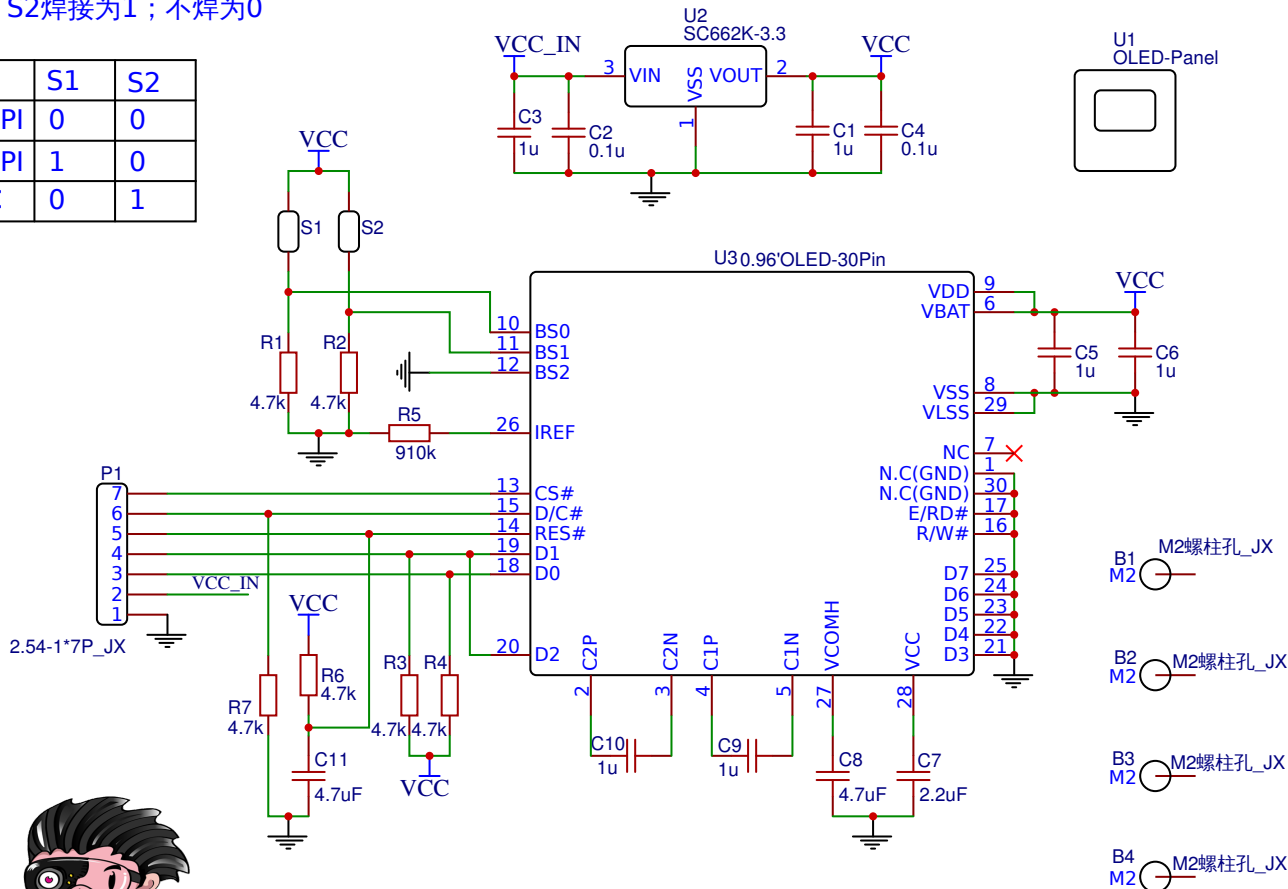 S2焊接为1；不焊为0
S1 S2
PI 0 0
PI 1 0
0 1
U2
SC662K-3.3
VCC_IN
VCC
3 VIN VSS VOUT 2
1
C3
1u
C2
0.1u
C1
1u
C4
0.1u
U1
OLED-Panel
VCC
S1 S2
R1
4.7k
R2
4.7k
R5
910k
U3 0.96'OLED-30Pin
10 BS0
11 BS1
12 BS2
26 IREF
13 CS#
15 D/C#
14 RES#
19 D1
18 D0
20 D2
VDD 9
VBAT 6
VSS 8
VLSS 29
NC 7
N.C(GND) 1
N.C(GND) 30
E/RD# 17
R/W# 16
D7 25
D6 24
D5 23
D4 22
D3 21
C2P C2N C1P C1N VCOMH VCC
2 3 4 5 27 28
VCC
C5
1u
C6
1u
P1
7
6
5
4
3
2
1
VCC_IN
2.54-1*7P_JX
VCC
R7
4.7k
R6
4.7k
C11
4.7uF
R3
4.7k
R4
4.7k
VCC
C10
1u
C9
1u
C8
4.7uF
C7
2.2uF
B1
M2
M2螺柱孔_JX
B2
M2
M2螺柱孔_JX
B3
M2
M2螺柱孔_JX
B4
M2
M2螺柱孔_JX